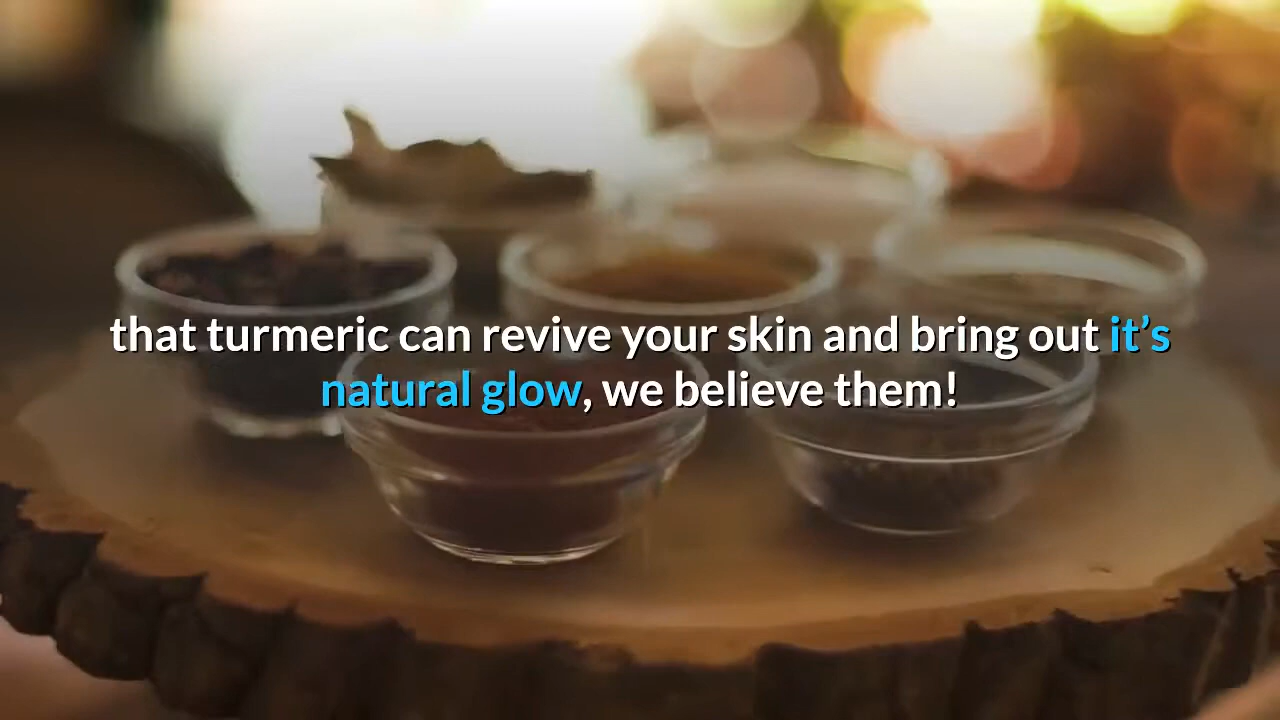 that turmeric can revive your skin and bring out it’s
natural glow, we believe them!